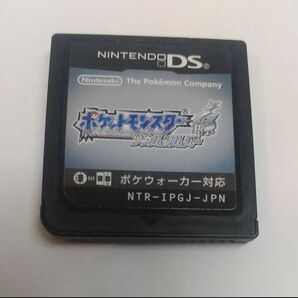 NINTENDO DS
Nintendo The Pokémon Company
ポケットモンスター
ソウルシルバー
ポケウォーカー対応
NTR-IPGJ-JPN